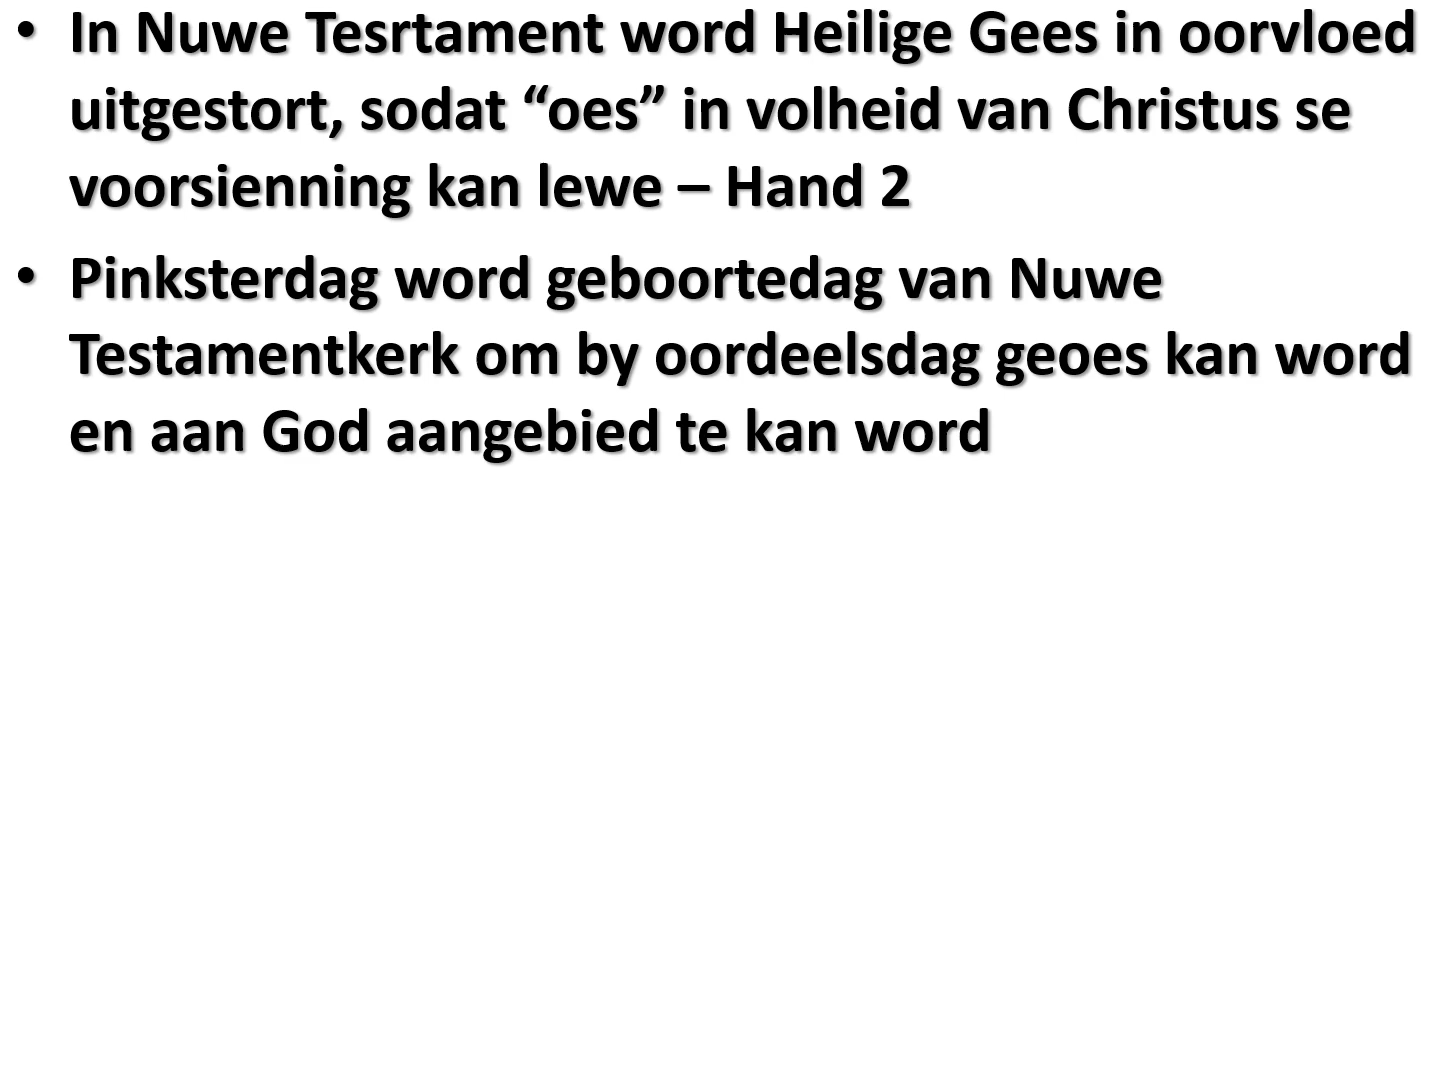 • In Nuwe Tesrtament word Heilige Gees in oorvloed
uitgestort, sodat “oes” in volheid van Christus se
voorsienning kan lewe – Hand 2
• Pinksterdag word geboortedag van Nuwe
Testamentkerk om by oordeelsdag geoes kan word
en aan God aangebied te kan word